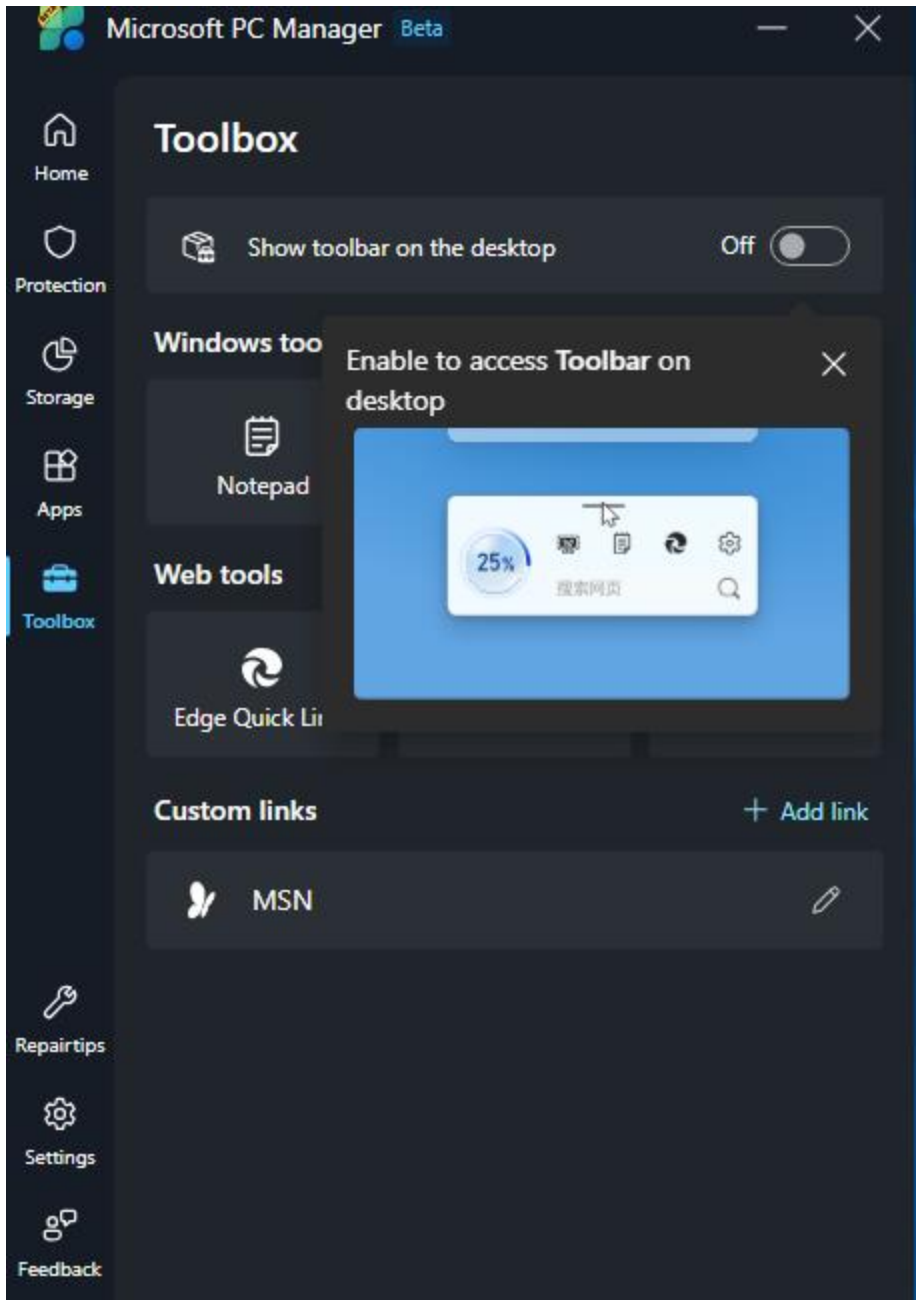 Microsoft PC Manager Beta
Home
Protection
Storage
Apps
Toolbox
Repairtips
Settings
Feedback
Toolbox
Show toolbar on the desktop Off
Windows too
Enable to access Toolbar on
desktop
25%
搜索网页
Notepad
Web tools
Edge Quick Lin
Custom links + Add link
MSN